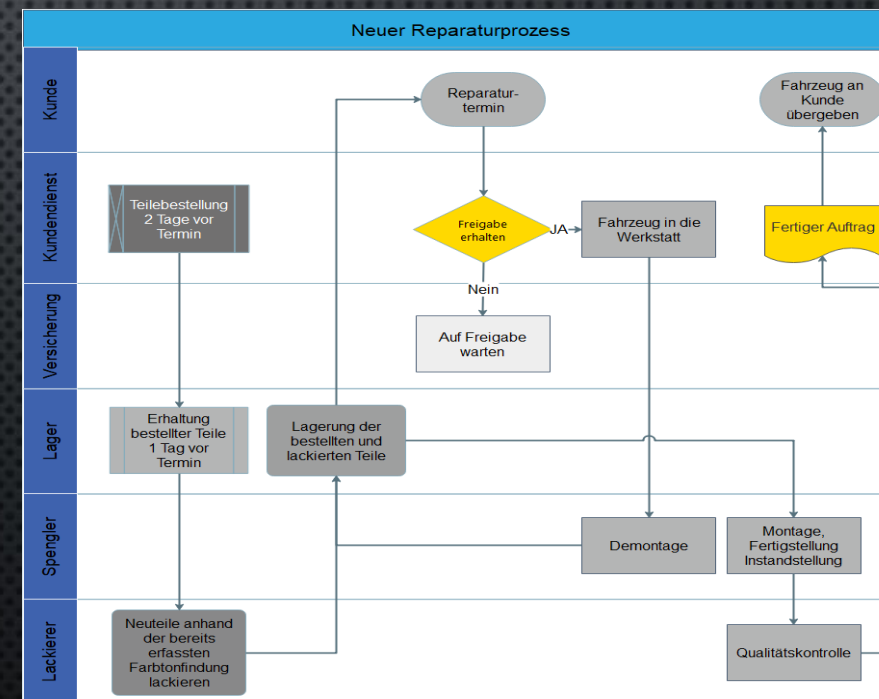 Neuer Reparaturprozess
Kunde
Reparatur-
termin
Fahrzeug an
Kunde
übergeben
Kundendienst
Teilebestellung
2 Tage vor
Termin
Freigabe
erhalten
JA
Fahrzeug in die
Werkstatt
Fertiger Auftrag
Nein
Versicherung
Auf Freigabe
warten
Lager
Erhaltung
bestellter Teile
1 Tag vor
Termin
Lagerung der
bestellten und
lackierten Teile
Spengler
Demontage
Montage,
Fertigstellung
Instandstellung
Lackierer
Neuteile anhand
der bereits
erfassten
Farbtonfindung
lackieren
Qualitätskontrolle